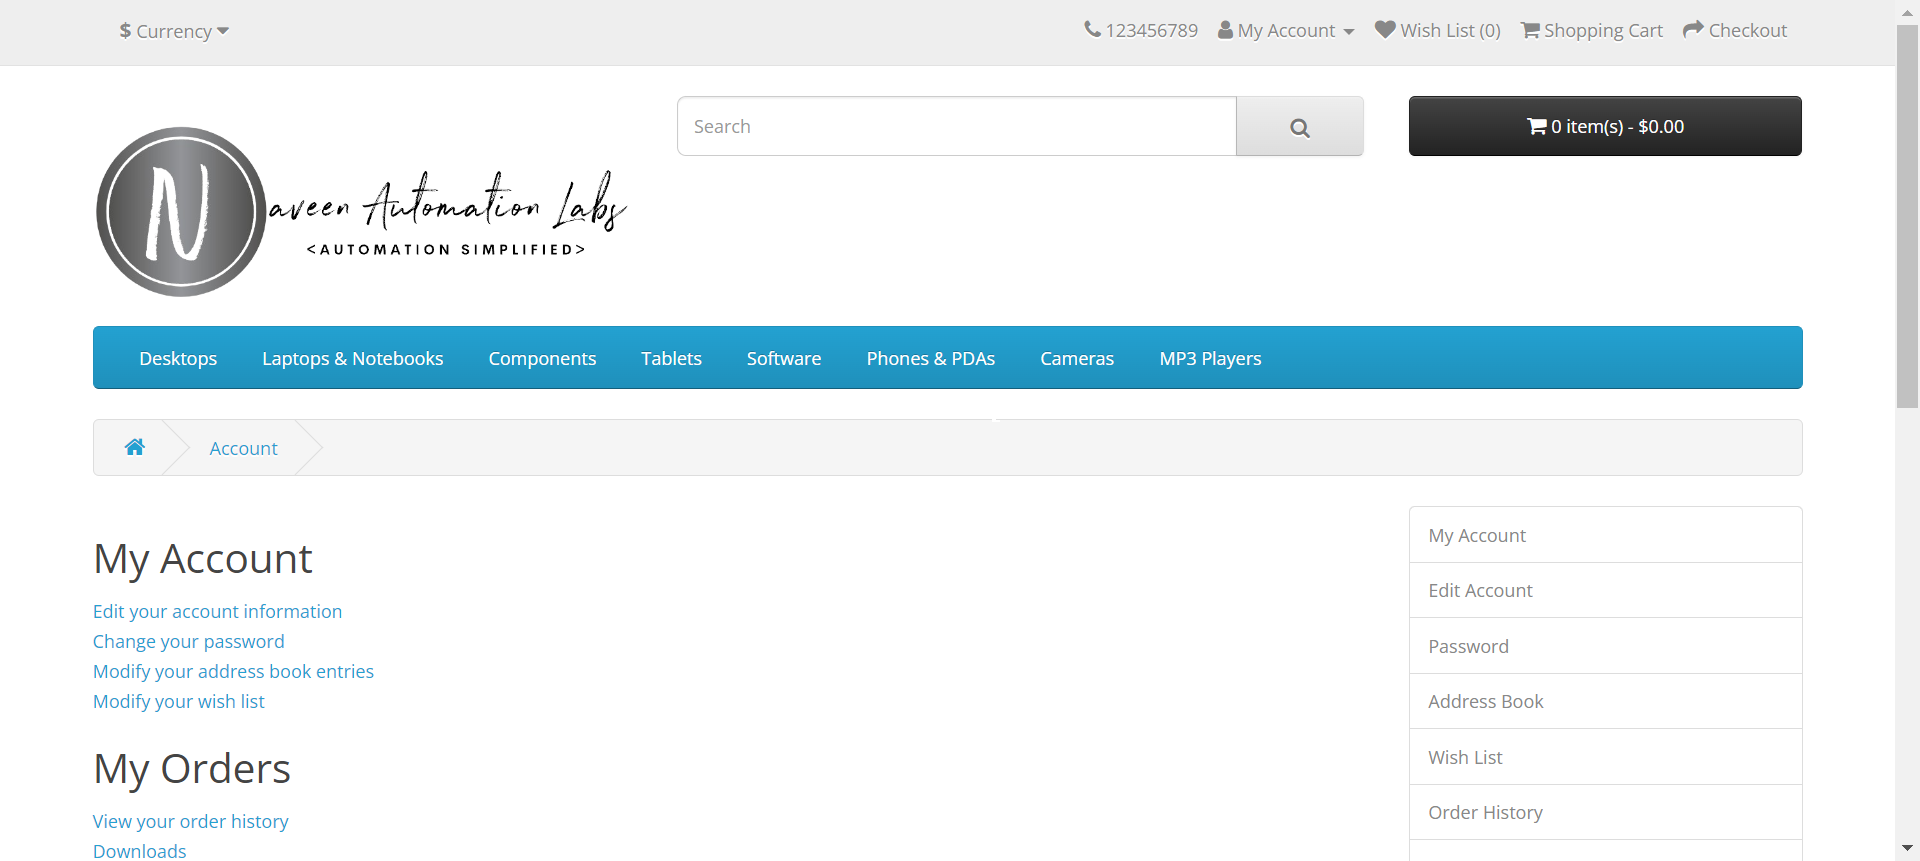 $ Currency
123456789 My Account Wish List (0) Shopping Cart Checkout
Search
0 item(s) - $0.00
Naveen Automation Labs
<AUTOMATION SIMPLIFIED>
Desktops Laptops & Notebooks Components Tablets Software Phones & PDAs Cameras MP3 Players
Account
My Account
Edit your account information
Change your password
Modify your address book entries
Modify your wish list
My Orders
View your order history
Downloads
My Account
Edit Account
Password
Address Book
Wish List
Order History